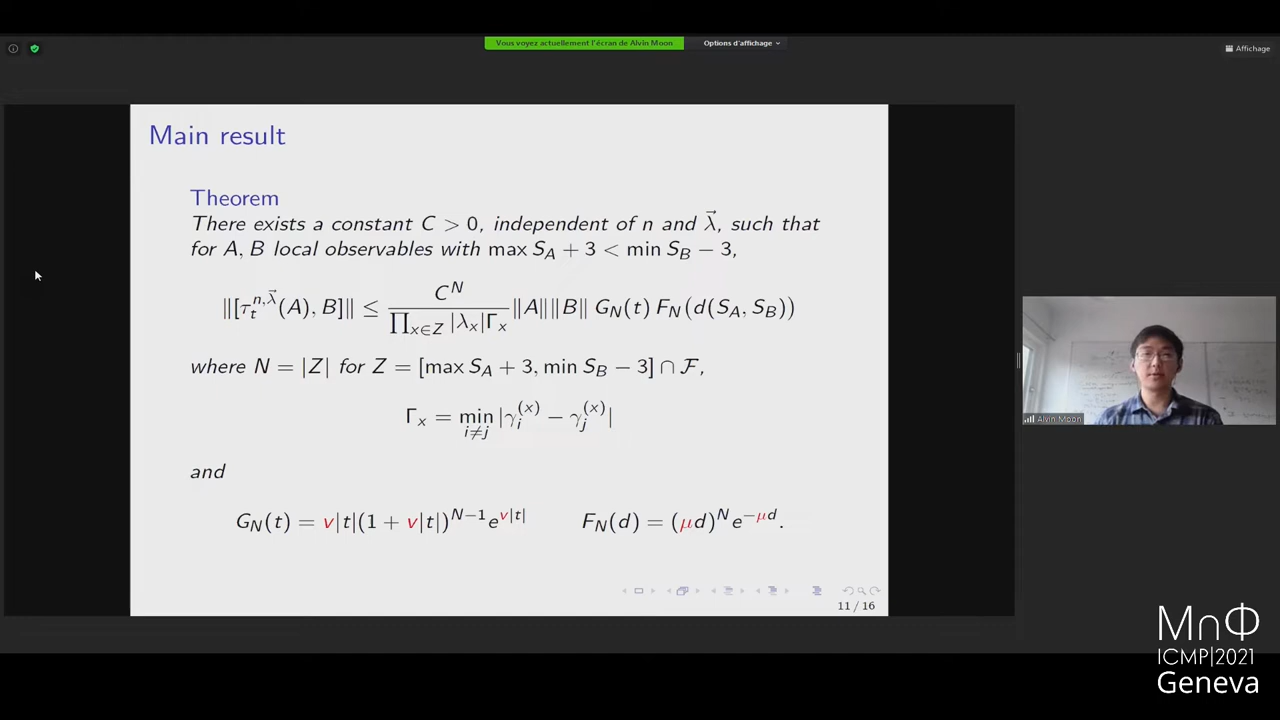 Vous voyez actuellement l'écran de Alvin Moon
Options d'affichage
Affichage
Main result
Theorem
There exists a constant C > 0, independent of n and λ⃗, such that
for A, B local observables with max S_A + 3 < min S_B − 3,
‖[τ_t^{n,λ⃗}(A), B]‖ ≤ \frac{C^N}{∏_{x∈Z} |λ_x|Γ_x} ‖A‖‖B‖ G_N(t) F_N(d(S_A, S_B))
where N = |Z| for Z = [max S_A + 3, min S_B − 3] ∩ ℱ,
Γ_x = min_{i≠j} |γ_i^{(x)} − γ_j^{(x)}|
and
G_N(t) = v|t|(1 + v|t|)^{N−1} e^{v|t|} F_N(d) = (μd)^N e^{−μd}.
11 / 16
Alvin Moon
M∩Φ
ICMP|2021
Geneva